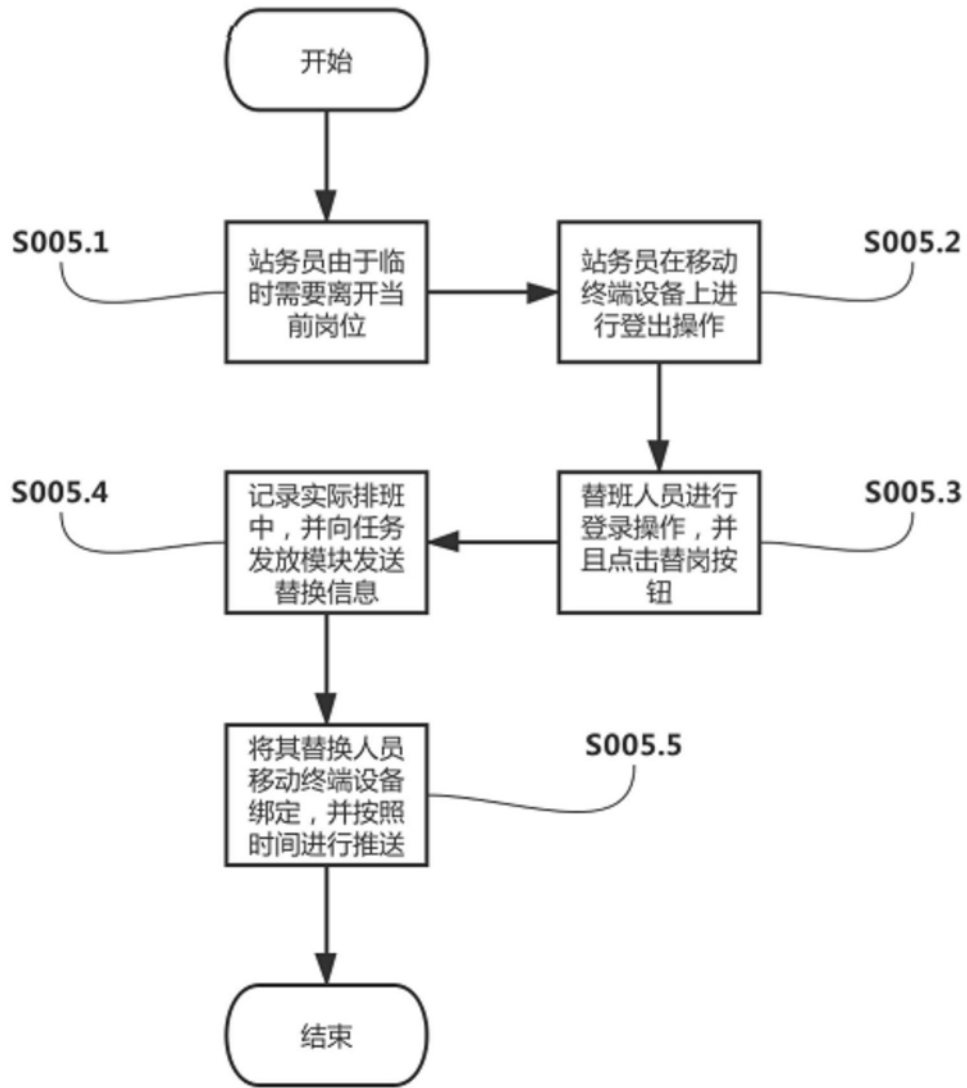 开始
S005.1
站务员由于临
时需要离开当
前岗位
站务员在移动
终端设备上进
行登出操作
S005.2
S005.4
记录实际排班
中，并向任务
发放模块发送
替换信息
替班人员进行
登录操作，并
且点击替岗按
钮
S005.3
将其替换人员
移动终端设备
绑定，并按照
时间进行推送
S005.5
结束